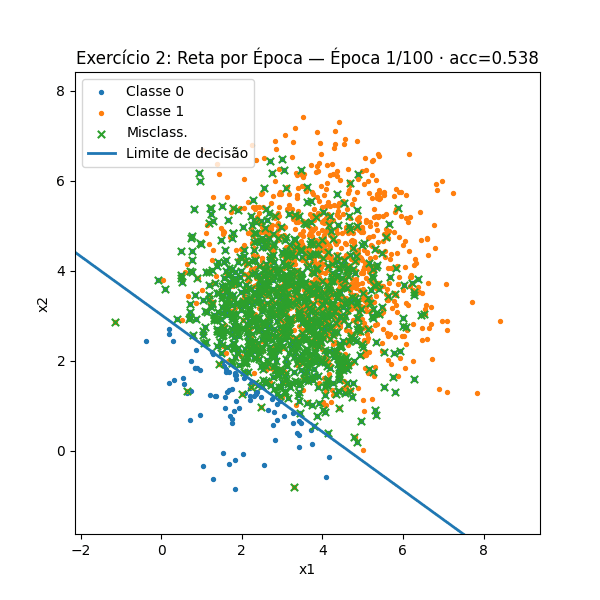 Exercício 2: Reta por Época — Época 1/100 · acc=0.538
Classe 0
Classe 1
Misclass.
Limite de decisão
8
6
4
2
0
x2
−2
0
2
4
6
8
x1